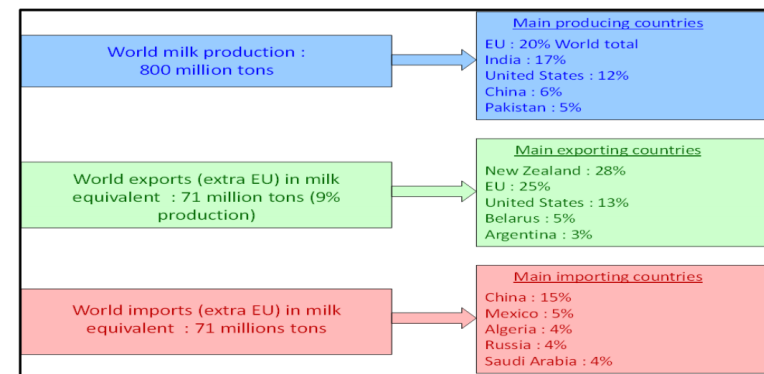 World milk production :
800 million tons
Main producing countries
EU : 20% World total
India : 17%
United States : 12%
China : 6%
Pakistan : 5%
World exports (extra EU) in milk
equivalent  : 71 million tons (9%
production)
Main exporting countries
New Zealand : 28%
EU : 25%
United States : 13%
Belarus : 5%
Argentina : 3%
World imports (extra EU) in milk
equivalent  : 71 millions tons
Main importing countries
China : 15%
Mexico : 5%
Algeria : 4%
Russia : 4%
Saudi Arabia : 4%